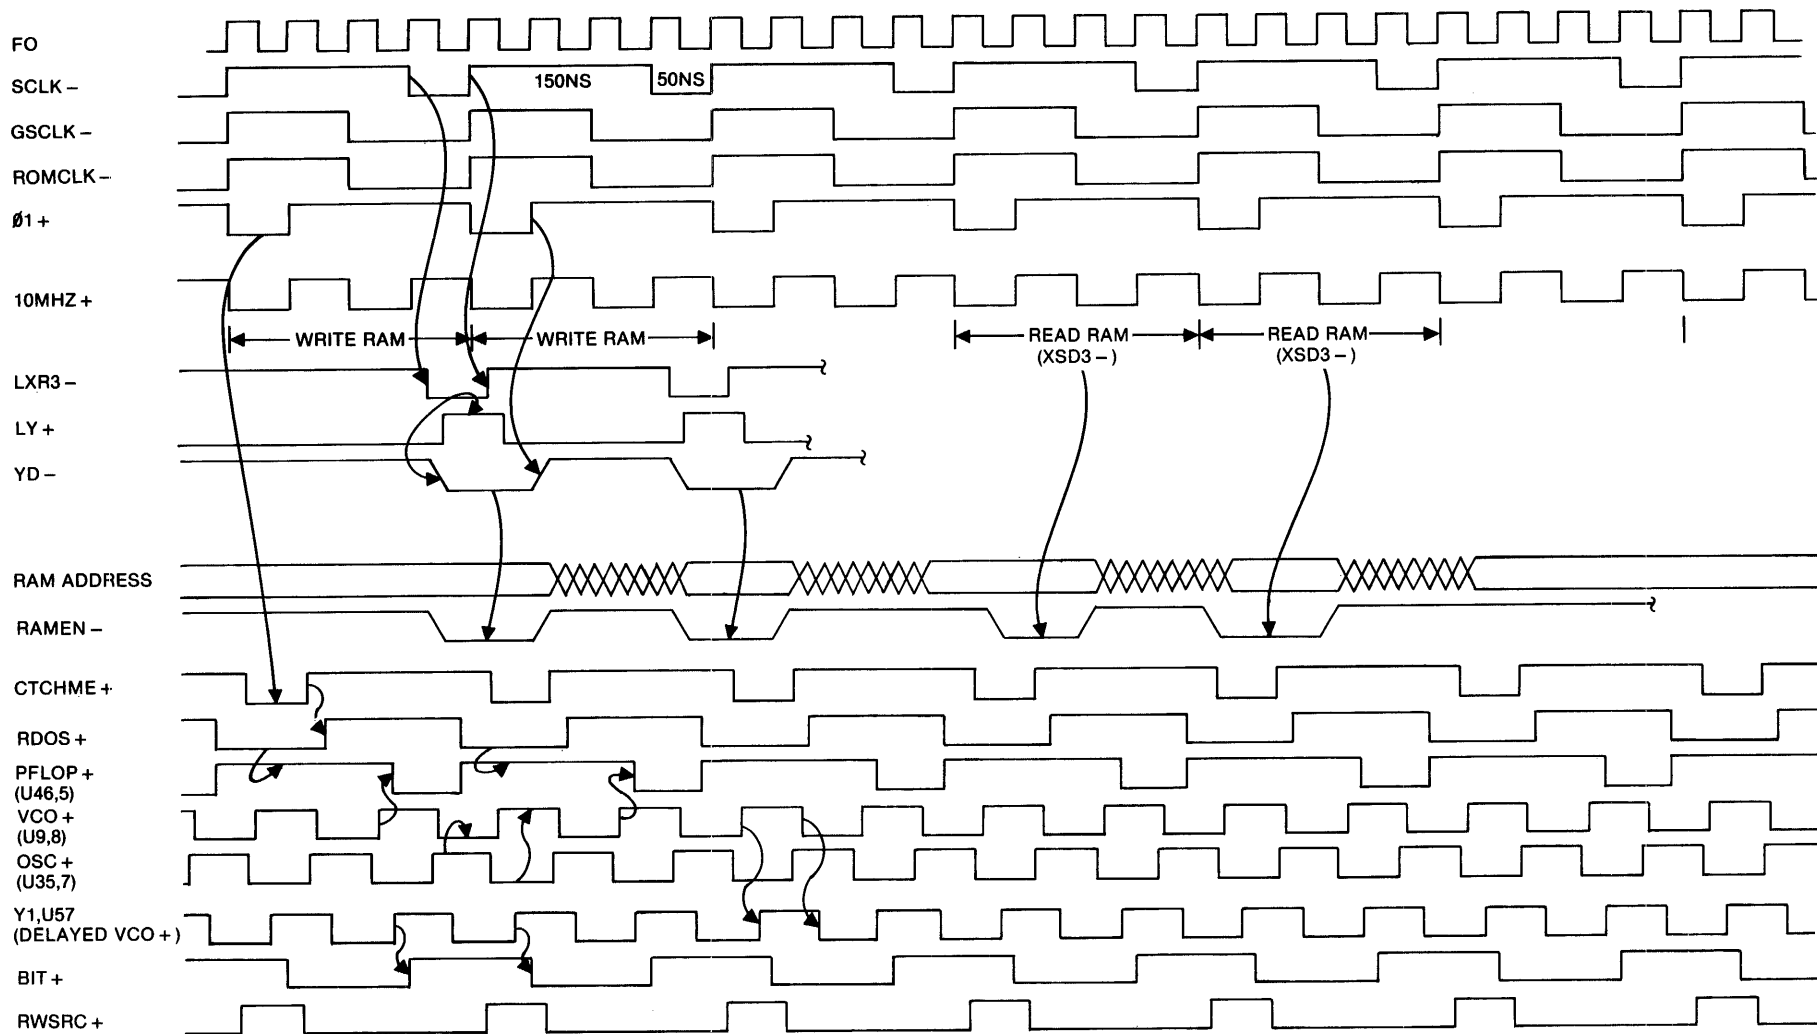 FO
SCLK –
150NS
50NS
GSCLK –
ROMCLK –
Ø1 +
10MHZ +
WRITE RAM
WRITE RAM
READ RAM
(XSD3 – )
READ RAM
(XSD3 – )
LXR3 –
LY +
YD –
RAM ADDRESS
RAMEN –
CTCHME +
RDOS +
PFLOP +
(U46,5)
VCO +
(U9,8)
OSC +
(U35,7)
Y1,U57
(DELAYED VCO + )
BIT +
RWSRC +